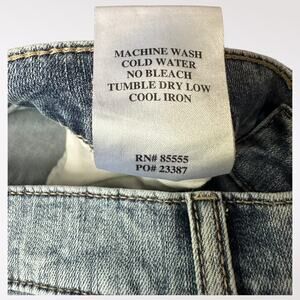 MACHINE WASH
COLD WATER
NO BLEACH
TUMBLE DRY LOW
COOL IRON
RN# 85555
PO# 23387